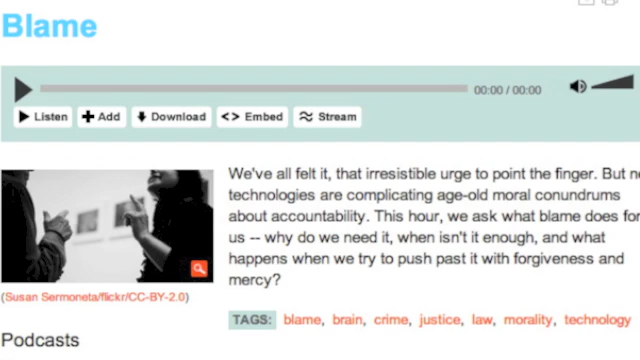 Blame
00:00 / 00:00
Listen Add Download Embed Stream
We've all felt it, that irresistible urge to point the finger. But
technologies are complicating age-old moral conundrums
about accountability. This hour, we ask what blame does for
us -- why do we need it, when isn't it enough, and what
happens when we try to push past it with forgiveness and
mercy?
(Susan Sermoneta/flickr/CC-BY-2.0)
TAGS: blame, brain, crime, justice, law, morality, technology
Podcasts